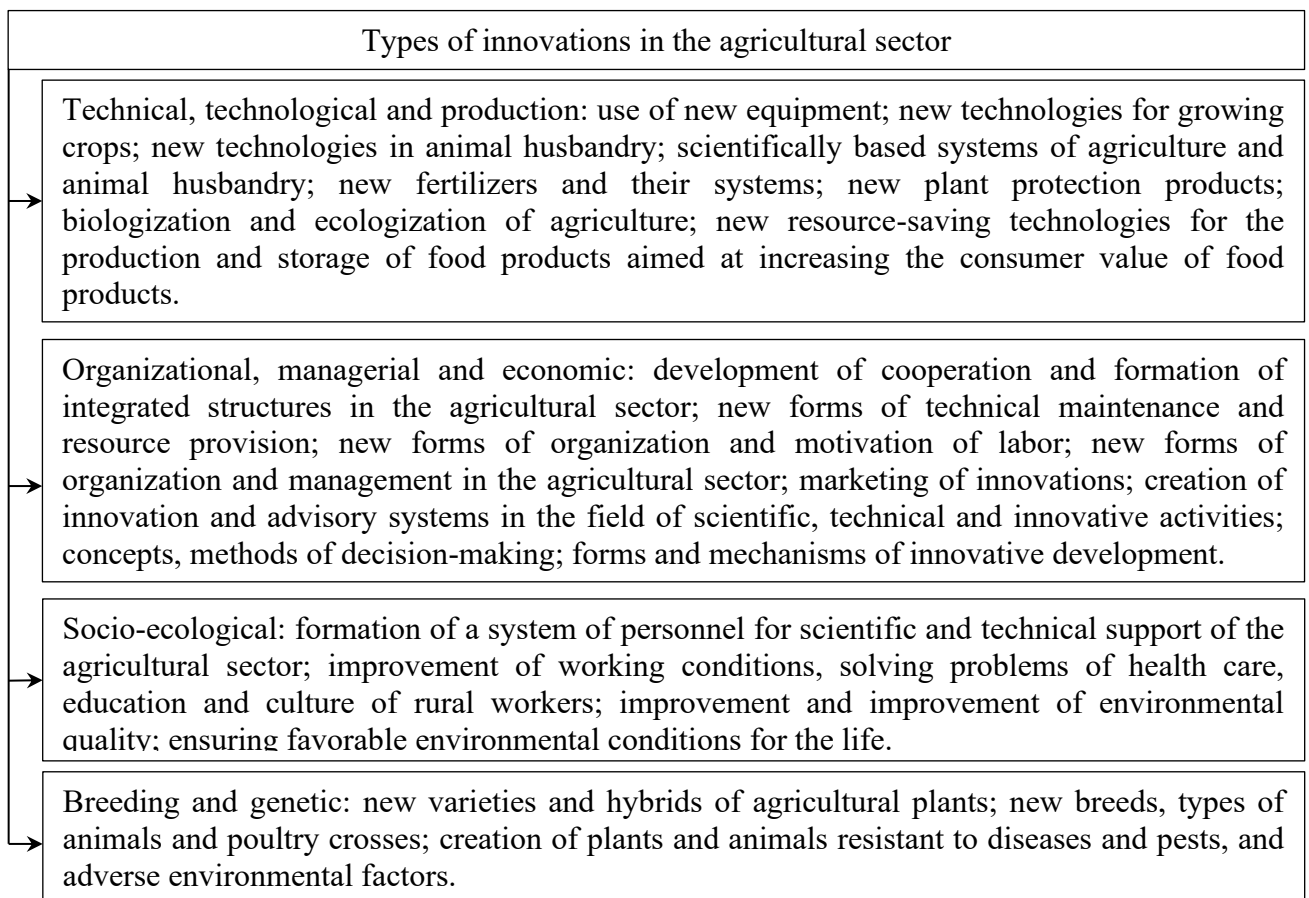 Types of innovations in the agricultural sector
Technical, technological and production: use of new equipment; new technologies for growing
crops; new technologies in animal husbandry; scientifically based systems of agriculture and
animal husbandry; new fertilizers and their systems; new plant protection products;
biologization and ecologization of agriculture; new resource-saving technologies for the
production and storage of food products aimed at increasing the consumer value of food
products.
Organizational, managerial and economic: development of cooperation and formation of
integrated structures in the agricultural sector; new forms of technical maintenance and
resource provision; new forms of organization and motivation of labor; new forms of
organization and management in the agricultural sector; marketing of innovations; creation of
innovation and advisory systems in the field of scientific, technical and innovative activities;
concepts, methods of decision-making; forms and mechanisms of innovative development.
Socio-ecological: formation of a system of personnel for scientific and technical support of the
agricultural sector; improvement of working conditions, solving problems of health care,
education and culture of rural workers; improvement and improvement of environmental
quality; ensuring favorable environmental conditions for the life.
Breeding and genetic: new varieties and hybrids of agricultural plants; new breeds, types of
animals and poultry crosses; creation of plants and animals resistant to diseases and pests, and
adverse environmental factors.